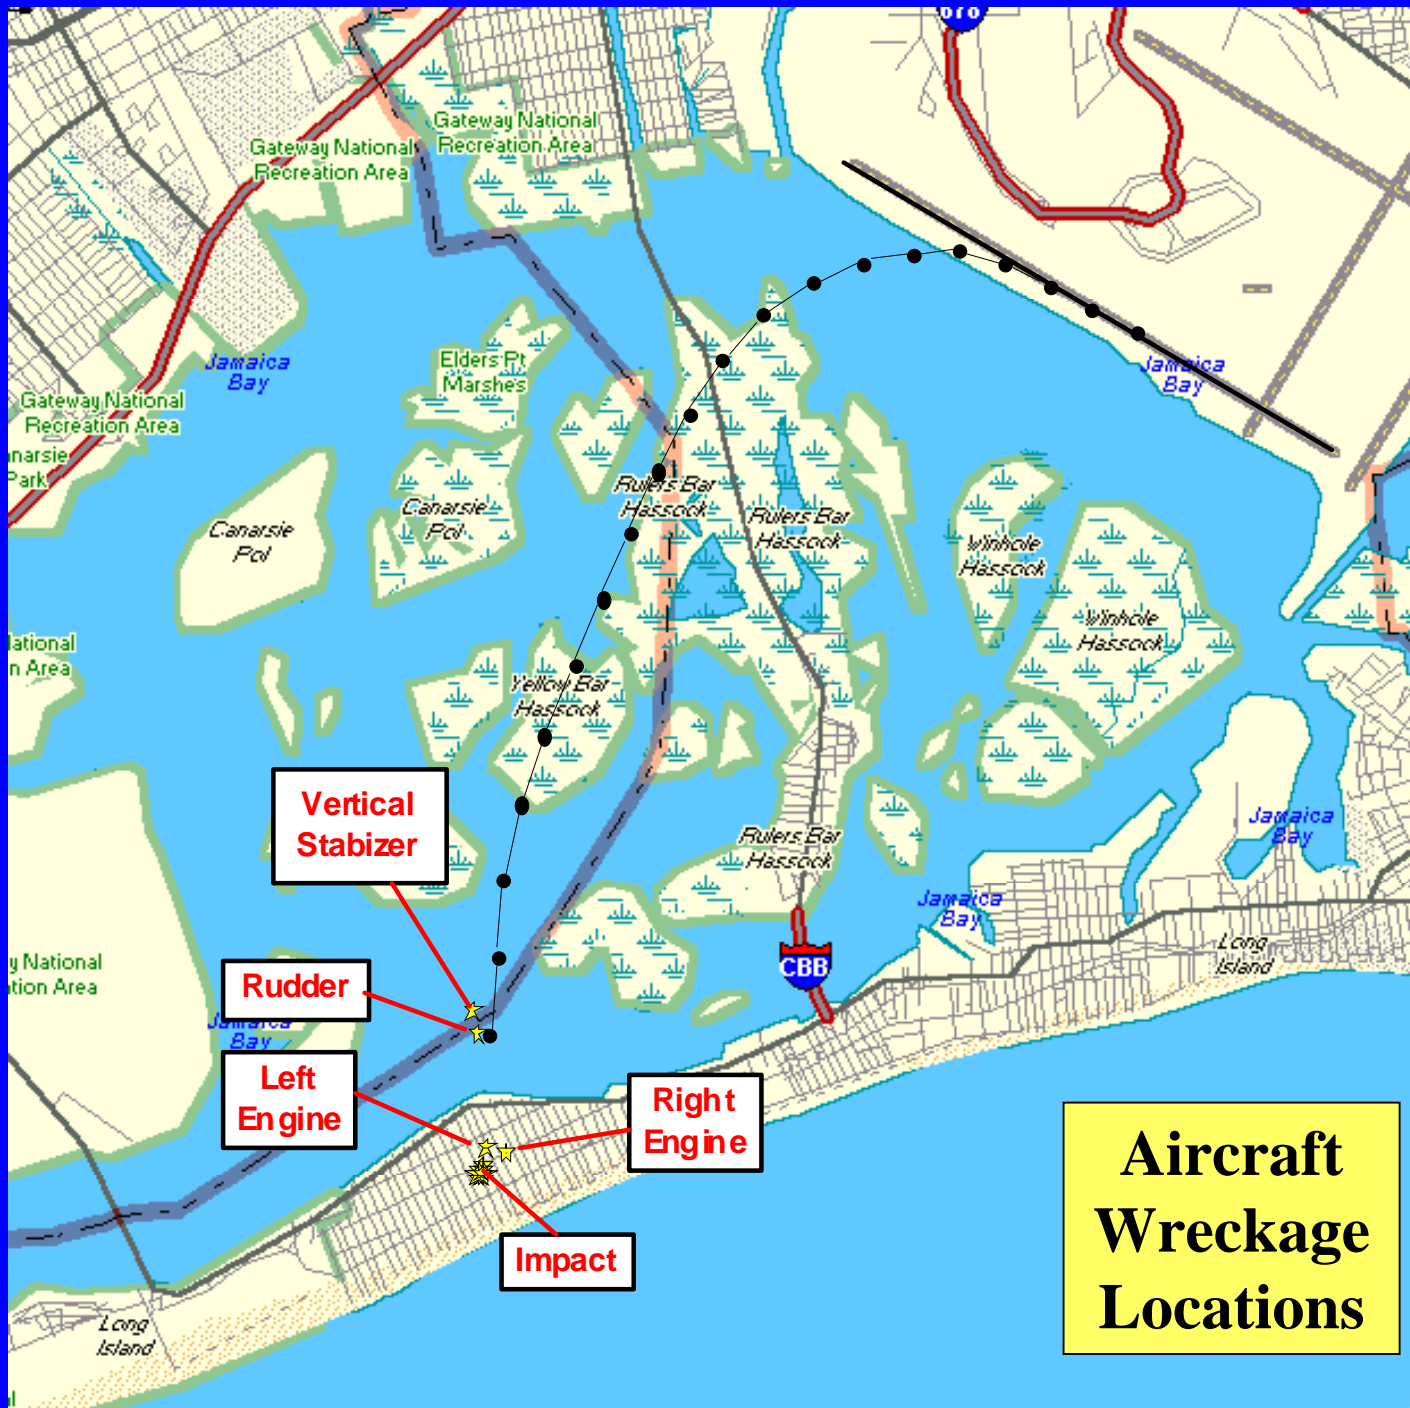 678
Gateway National
Recreation Area
Gateway National
Recreation Area
Jamaica
Bay
Elders Pt
Marshes
Jamaica
Bay
Gateway National
Recreation Area
Park
Canarsie
Pol
Canarsie
Pol
Rulers Bar
Hassock
Rulers Bar
Hassock
Winhole
Hassock
Winhole
Hassock
National
n Area
Yellow Bar
Hassock
Vertical
Stabizer
Rulers Bar
Hassock
Jamaica
Bay
Jamaica
Bay
Long
Island
CBB
y National
ation Area
Rudder
Jamaica
Bay
Left
Engine
Right
Engine
Impact
Aircraft
Wreckage
Locations
Long
Island